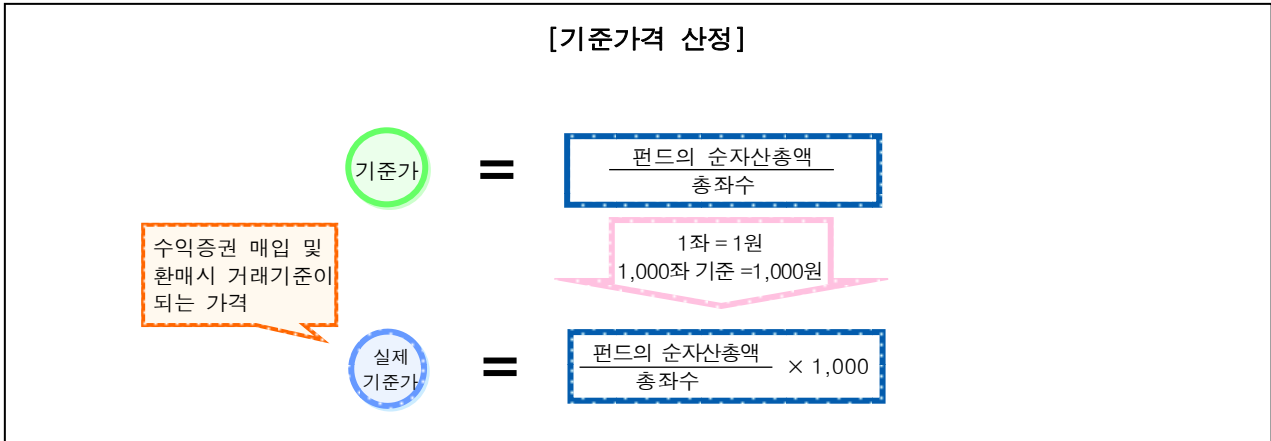 [기준가격 산정]
기준가
=
펀드의 순자산총액
총좌수
1좌 = 1원
1,000좌 기준 =1,000원
수익증권 매입 및
환매시 거래기준이
되는 가격
실제
기준가
=
펀드의 순자산총액
총좌수
× 1,000